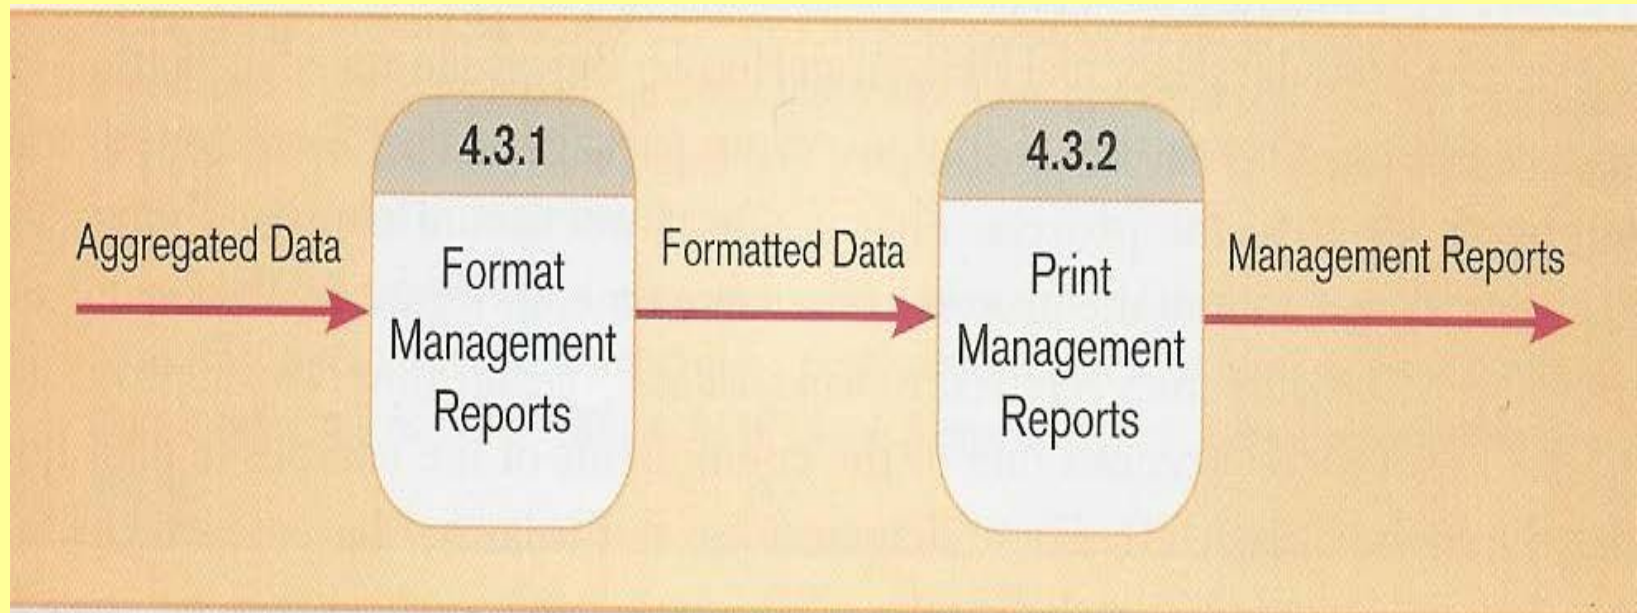 Aggregated Data
4.3.1
Format
Management
Reports
Formatted Data
4.3.2
Print
Management
Reports
Management Reports